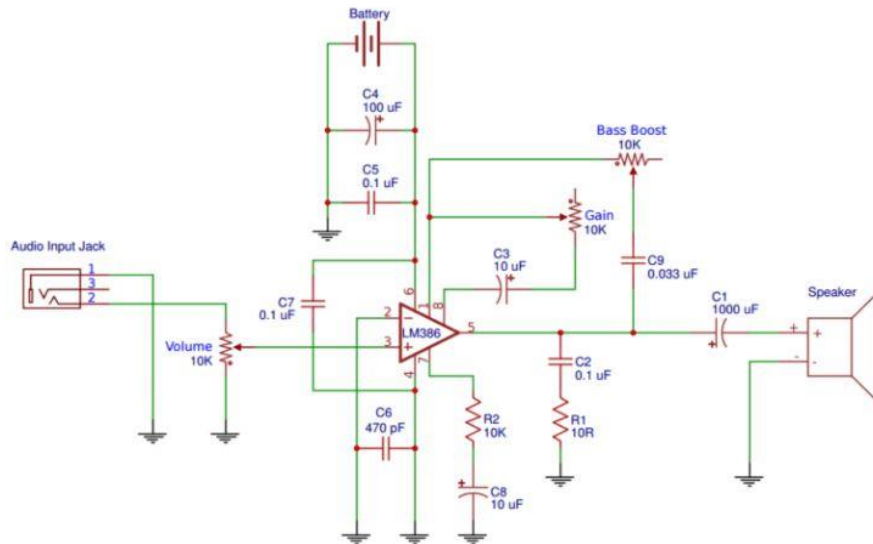 Battery
C4
100 uF
+
C5
0.1 uF
Bass Boost
10K
Gain
10K
Audio Input Jack
1
3
2
C3
10 uF
+
C9
0.033 uF
C7
0.1 uF
6
1
8
C1
1000 uF
+
Speaker
Volume
10K
2
3
-
+
LM386
5
4
7
+
+
-
-
C2
0.1 uF
C6
470 pF
R2
10K
R1
10R
+
C8
10 uF